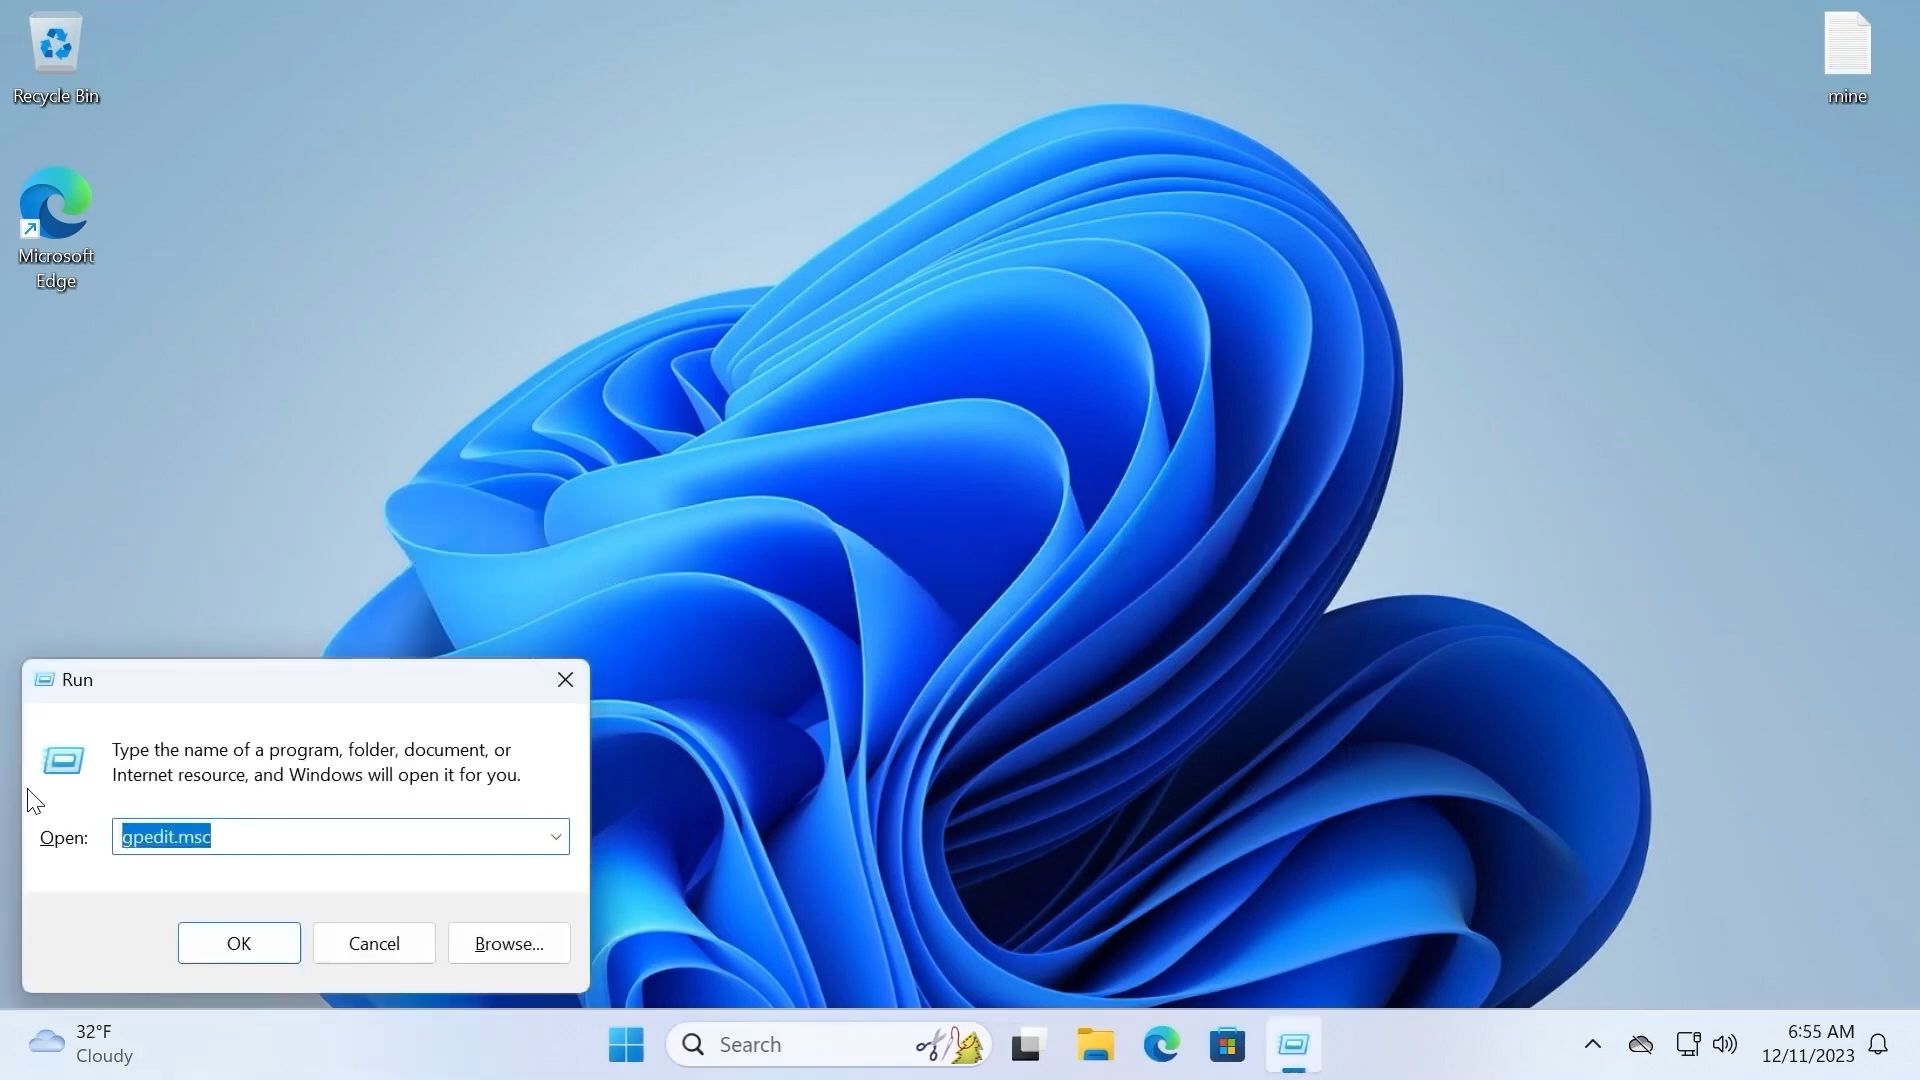 Recycle Bin
Microsoft
Edge
mine
Run
Type the name of a program, folder, document, or
Internet resource, and Windows will open it for you.
Open:
gpedit.msc
OK
Cancel
Browse...
32°F
Cloudy
Search
6:55 AM
12/11/2023